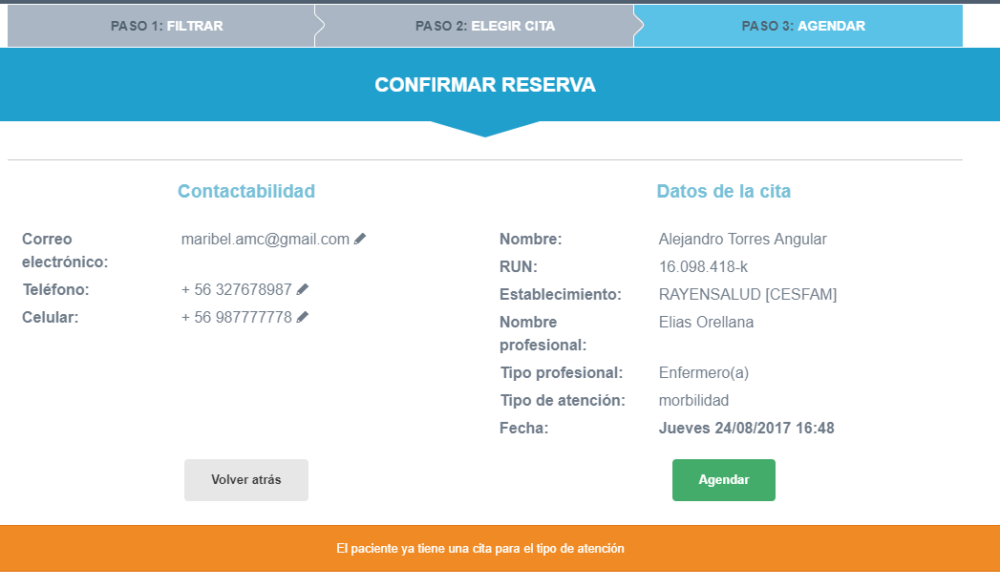 PASO 1: FILTRAR
PASO 2: ELEGIR CITA
PASO 3: AGENDAR
CONFIRMAR RESERVA
Contactabilidad
Correo electrónico: maribel.amc@gmail.com
Teléfono: + 56 327678987
Celular: + 56 987777778
Volver atrás
Datos de la cita
Nombre: Alejandro Torres Angular
RUN: 16.098.418-k
Establecimiento: RAYENSALUD [CESFAM]
Nombre profesional: Elias Orellana
Tipo profesional: Enfermero(a)
Tipo de atención: morbilidad
Fecha: Jueves 24/08/2017 16:48
Agendar
El paciente ya tiene una cita para el tipo de atención